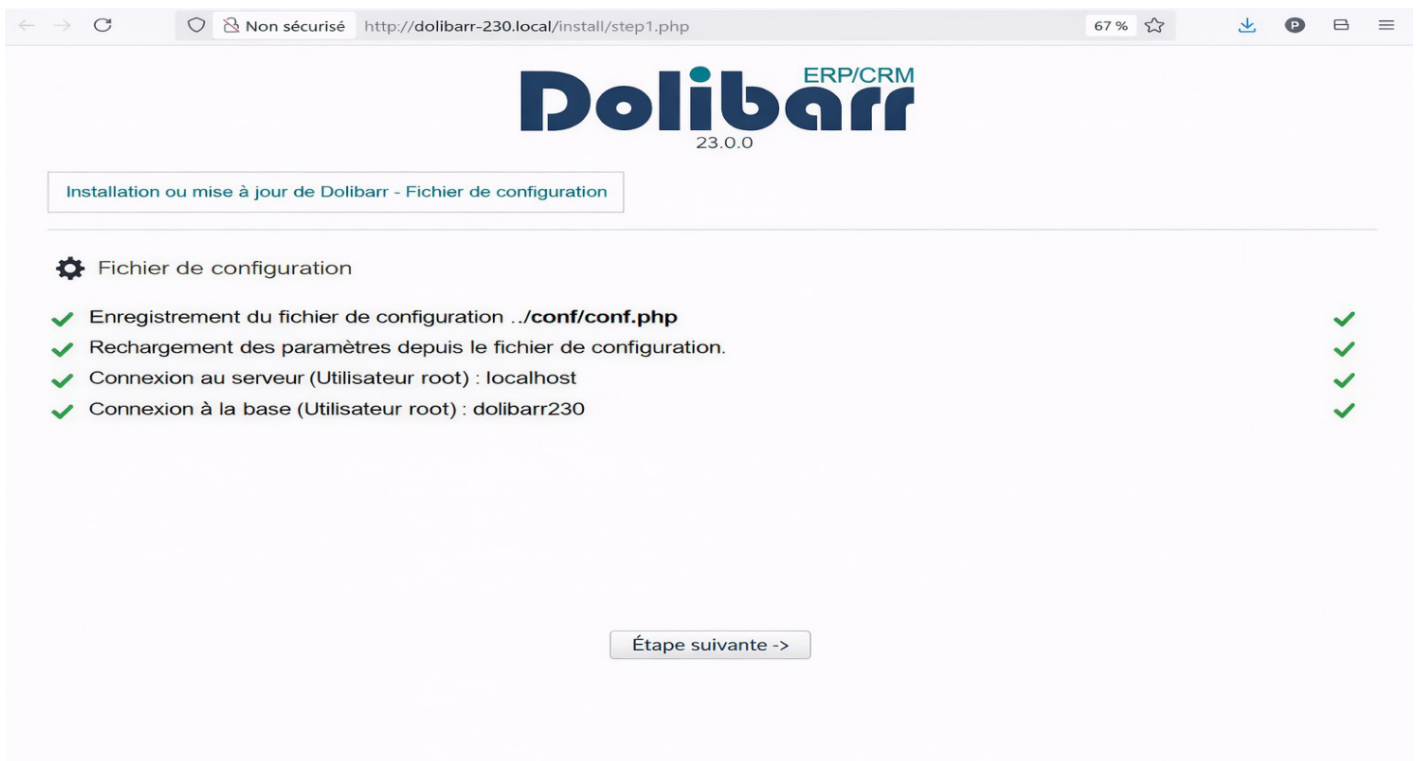 Non sécurisé http://dolibarr-230.local/install/step1.php 67 % P
Dolibarr ERP/CRM
23.0.0
Installation ou mise à jour de Dolibarr - Fichier de configuration
Fichier de configuration
Enregistrement du fichier de configuration ../conf/conf.php
Rechargement des paramètres depuis le fichier de configuration.
Connexion au serveur (Utilisateur root) : localhost
Connexion à la base (Utilisateur root) : dolibarr230
Étape suivante ->